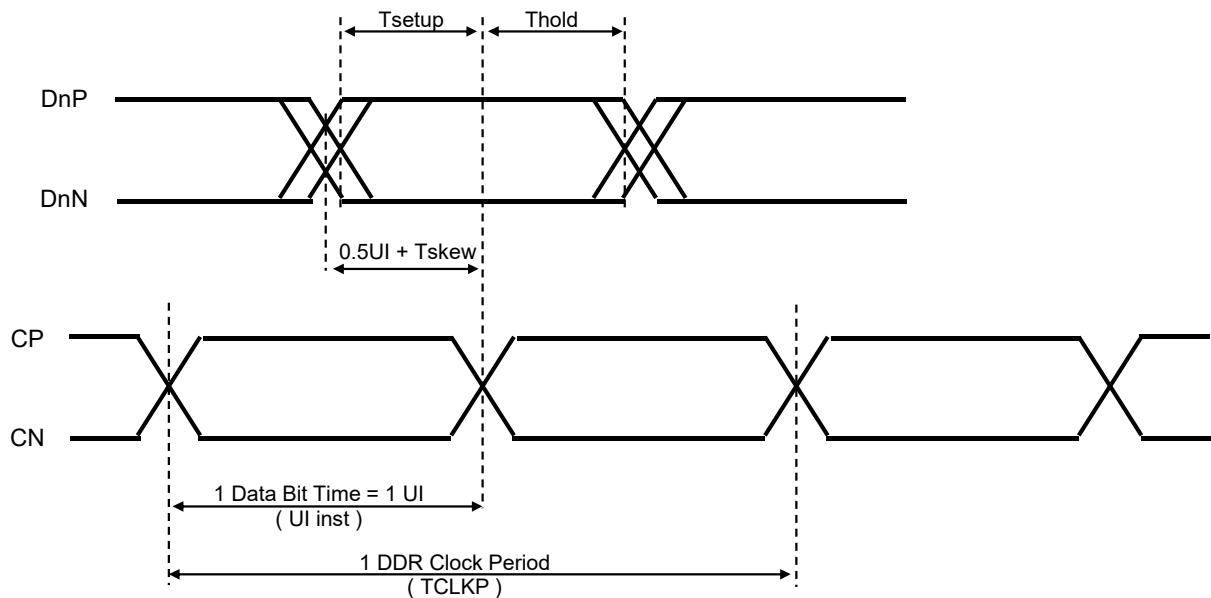 Tsetup
Thold
DnP
DnN
0.5UI + Tskew
CP
CN
1 Data Bit Time = 1 UI
( UI inst )
1 DDR Clock Period
( TCLKP )